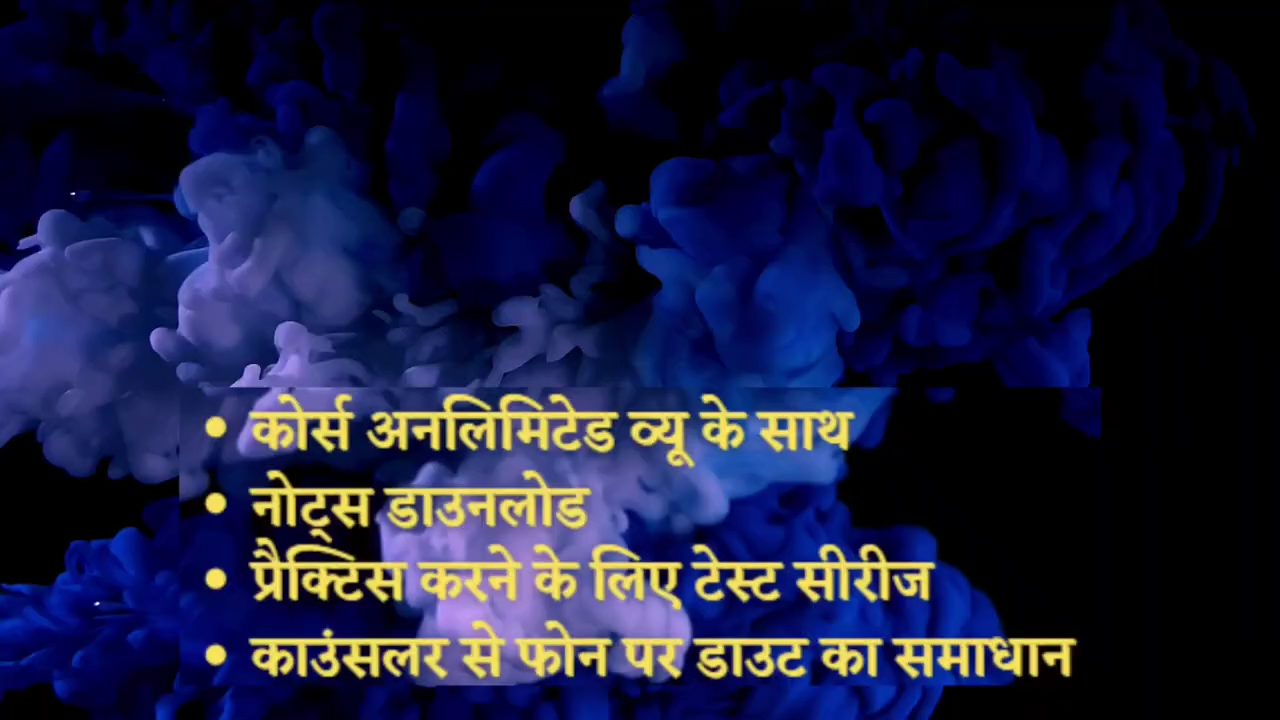 • कोर्स अनलिमिटेड व्यू के साथ
• नोट्स डाउनलोड
• प्रैक्टिस करने के लिए टेस्ट सीरीज
• काउंसलर से फोन पर डाउट का समाधान